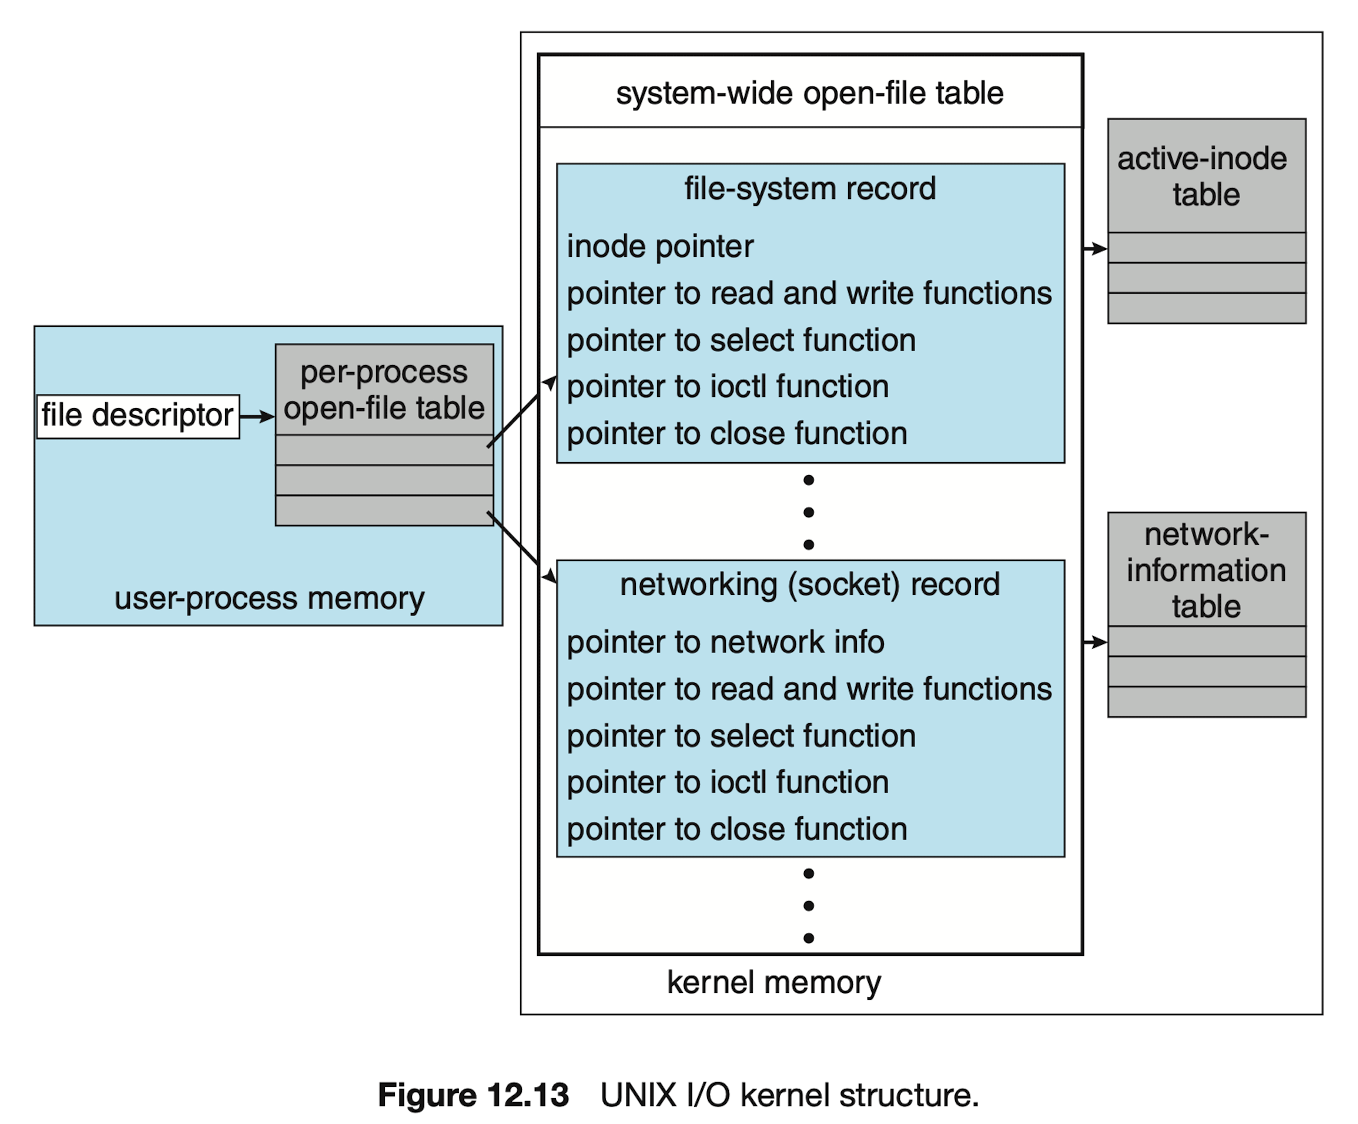 system-wide open-file table
file-system record
inode pointer
pointer to read and write functions
pointer to select function
pointer to ioctl function
pointer to close function
active-inode
table
file descriptor
per-process
open-file table
user-process memory
networking (socket) record
pointer to network info
pointer to read and write functions
pointer to select function
pointer to ioctl function
pointer to close function
network-
information
table
kernel memory
Figure 12.13 UNIX I/O kernel structure.